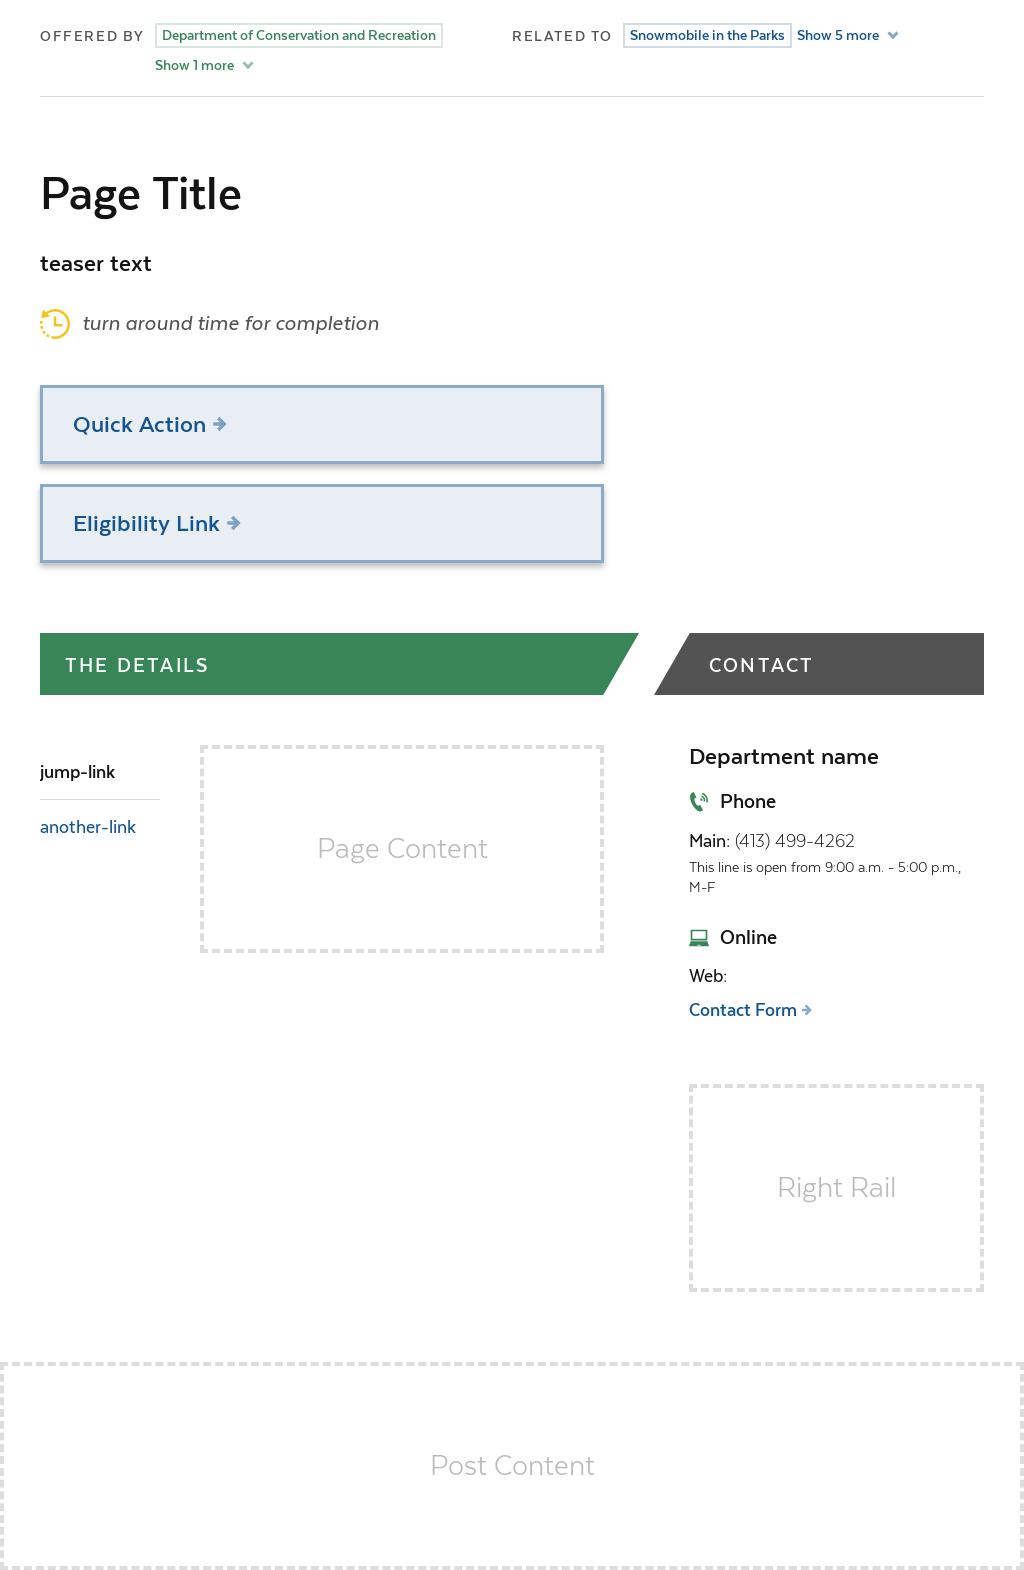 OFFERED BY Department of Conservation and Recreation
Show 1 more
RELATED TO Snowmobile in the Parks Show 5 more
Page Title
teaser text
turn around time for completion
Quick Action
Eligibility Link
THE DETAILS
jump-link
another-link
Page Content
CONTACT
Department name
Phone
Main: (413) 499-4262
This line is open from 9:00 a.m. - 5:00 p.m.,
M-F
Online
Web:
Contact Form
Right Rail
Post Content